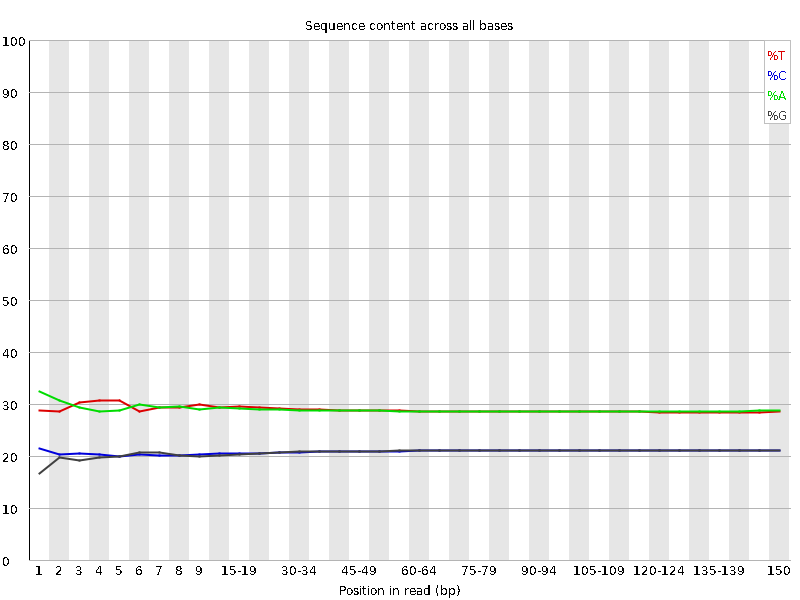 Sequence content across all bases
100
90
80
70
60
50
40
30
20
10
0
%T
%C
%A
%G
1 2 3 4 5 6 7 8 9 15-19 30-34 45-49 60-64 75-79 90-94 105-109 120-124 135-139 150
Position in read (bp)